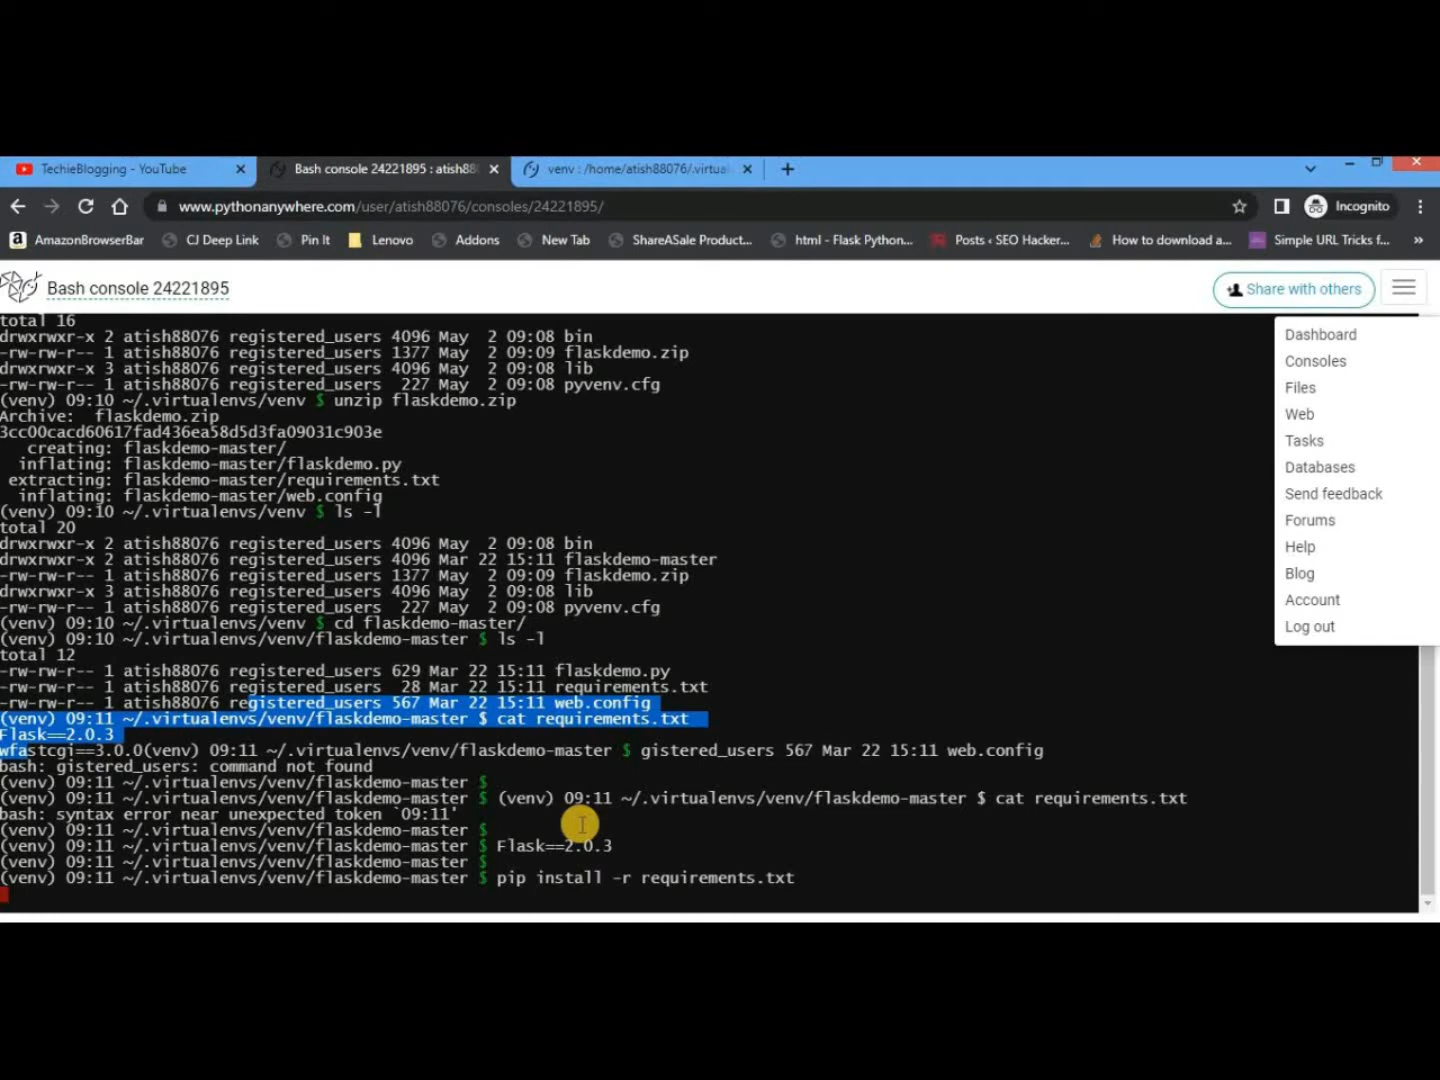 TechieBlogging - YouTube
Bash console 24221895 : atish88
venv : /home/atish88076/.virtual
www.pythonanywhere.com/user/atish88076/consoles/24221895/
Incognito
AmazonBrowserBar
CJ Deep Link
Pin It
Lenovo
Addons
New Tab
ShareASale Product...
html - Flask Python...
Posts ‹ SEO Hacker...
How to download a...
Simple URL Tricks f...
»
Bash console 24221895
Share with others
total 16
drwxrwxr-x 2 atish88076 registered_users 4096 May  2 09:08 bin
-rw-rw-r-- 1 atish88076 registered_users 1377 May  2 09:09 flaskdemo.zip
drwxrwxr-x 3 atish88076 registered_users 4096 May  2 09:08 lib
-rw-rw-r-- 1 atish88076 registered_users  227 May  2 09:08 pyvenv.cfg
(venv) 09:10 ~/.virtualenvs/venv $ unzip flaskdemo.zip
Archive:  flaskdemo.zip
3cc00cacd60617fad436ea58d5d3fa09031c903e
creating: flaskdemo-master/
inflating: flaskdemo-master/flaskdemo.py
extracting: flaskdemo-master/requirements.txt
inflating: flaskdemo-master/web.config
(venv) 09:10 ~/.virtualenvs/venv $ ls -l
total 20
drwxrwxr-x 2 atish88076 registered_users 4096 May  2 09:08 bin
drwxrwxr-x 2 atish88076 registered_users 4096 Mar 22 15:11 flaskdemo-master
-rw-rw-r-- 1 atish88076 registered_users 1377 May  2 09:09 flaskdemo.zip
drwxrwxr-x 3 atish88076 registered_users 4096 May  2 09:08 lib
-rw-rw-r-- 1 atish88076 registered_users  227 May  2 09:08 pyvenv.cfg
(venv) 09:10 ~/.virtualenvs/venv $ cd flaskdemo-master/
(venv) 09:10 ~/.virtualenvs/venv/flaskdemo-master $ ls -l
total 12
-rw-rw-r-- 1 atish88076 registered_users 629 Mar 22 15:11 flaskdemo.py
-rw-rw-r-- 1 atish88076 registered_users  28 Mar 22 15:11 requirements.txt
-rw-rw-r-- 1 atish88076 registered_users 567 Mar 22 15:11 web.config
(venv) 09:11 ~/.virtualenvs/venv/flaskdemo-master $ cat requirements.txt
Flask==2.0.3
wfastcgi==3.0.0(venv) 09:11 ~/.virtualenvs/venv/flaskdemo-master $ gistered_users 567 Mar 22 15:11 web.config
bash: gistered_users: command not found
(venv) 09:11 ~/.virtualenvs/venv/flaskdemo-master $
(venv) 09:11 ~/.virtualenvs/venv/flaskdemo-master $ (venv) 09:11 ~/.virtualenvs/venv/flaskdemo-master $ cat requirements.txt
bash: syntax error near unexpected token `09:11'
(venv) 09:11 ~/.virtualenvs/venv/flaskdemo-master $
(venv) 09:11 ~/.virtualenvs/venv/flaskdemo-master $ Flask==2.0.3
(venv) 09:11 ~/.virtualenvs/venv/flaskdemo-master $
(venv) 09:11 ~/.virtualenvs/venv/flaskdemo-master $ pip install -r requirements.txt
Dashboard
Consoles
Files
Web
Tasks
Databases
Send feedback
Forums
Help
Blog
Account
Log out